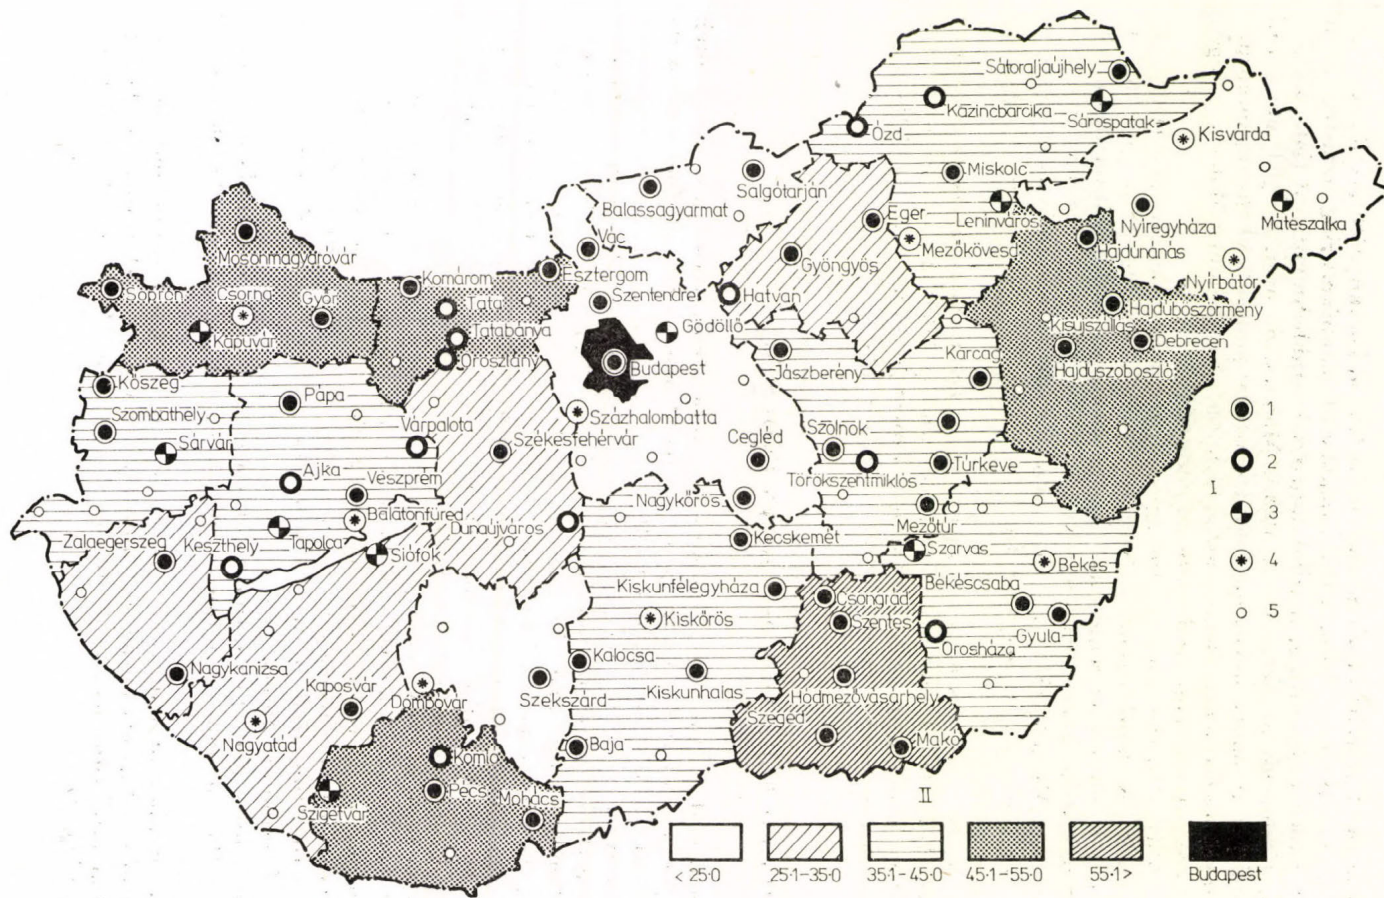 Sátoraljaújhely
Kazincbarcika
Sárospatak
Ózd
Kisvárda
Miskolc
Salgótarján
Balassagyarmat
Leninváros
Nyíregyháza
Mátészalka
Eger
Mezőkövesd
Hajdúnánás
Vác
Mosonmagyaróvár
Gyöngyös
Nyírbátor
Esztergom
Komárom
Sopron
Csorna
Győr
Tata
Szentendre
Hatvan
Hajdúböszörmény
Kapuvár
Tatabánya
Gödöllő
Kisújszállás
Debrecen
Oroszlány
Budapest
Jászberény
Karcag
Hajdúszoboszló
Kőszeg
Pápa
Szombathely
Várpalota
Százhalombatta
1
Sárvár
Székesfehérvár
Cegléd
Szolnok
Túrkeve
2
Ajka
Veszprém
Törökszentmiklós
I
Nagykőrös
3
Balatonfüred
Dunaújváros
Mezőtúr
Zalaegerszeg
Keszthely
Tapolca
Siófok
Kecskemét
Szarvas
Békés
4
Kiskunfélegyháza
Békéscsaba
Csongrád
Kiskőrös
Szentes
Gyula
5
Orosháza
Nagykanizsa
Kalocsa
Kaposvár
Dombóvár
Szekszárd
Kiskunhalas
Hódmezővásárhely
Szeged
Nagyatád
Makó
Komló
Baja
Pécs
Mohács
Szigetvár
II
< 25·0
25·1–35·0
35·1–45·0
45·1–55·0
55·1>
Budapest